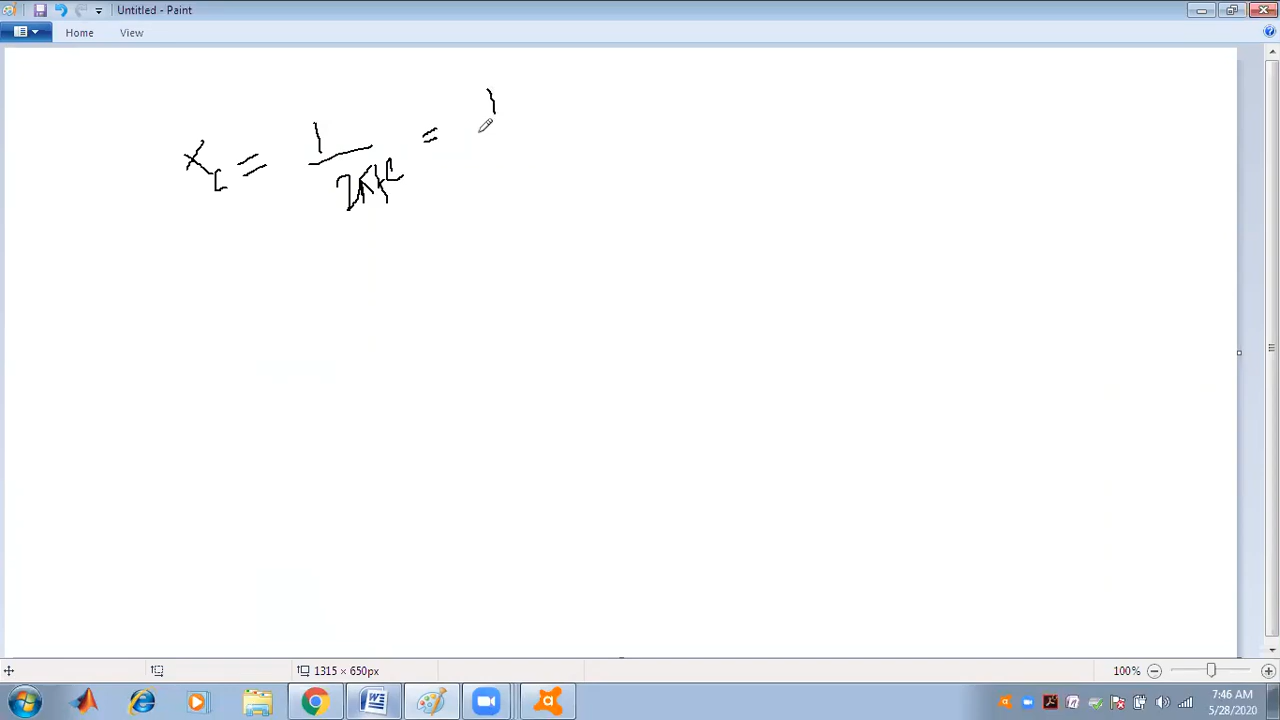 Untitled - Paint
Home View
X_C = 1/2πfC = 1
1315 × 650px
100%
7:46 AM
5/28/2020